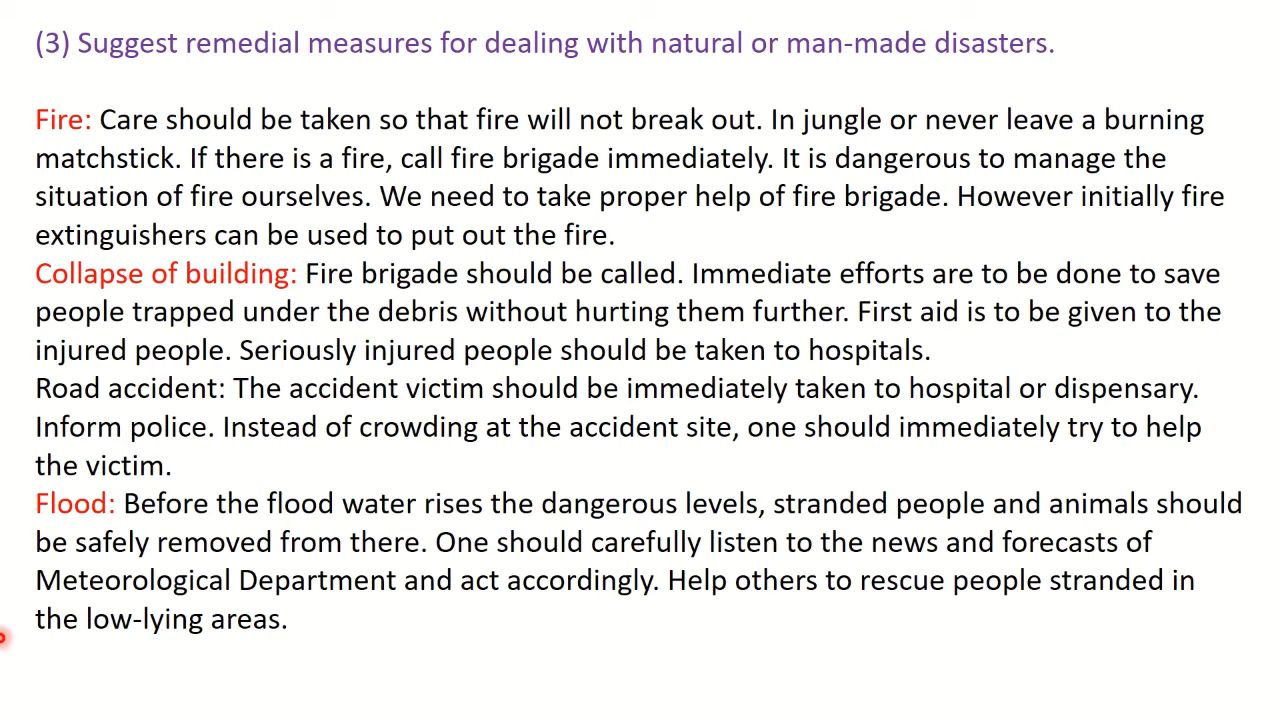 (3) Suggest remedial measures for dealing with natural or man-made disasters.
Fire: Care should be taken so that fire will not break out. In jungle or never leave a burning
matchstick. If there is a fire, call fire brigade immediately. It is dangerous to manage the
situation of fire ourselves. We need to take proper help of fire brigade. However initially fire
extinguishers can be used to put out the fire.
Collapse of building: Fire brigade should be called. Immediate efforts are to be done to save
people trapped under the debris without hurting them further. First aid is to be given to the
injured people. Seriously injured people should be taken to hospitals.
Road accident: The accident victim should be immediately taken to hospital or dispensary.
Inform police. Instead of crowding at the accident site, one should immediately try to help
the victim.
Flood: Before the flood water rises the dangerous levels, stranded people and animals should
be safely removed from there. One should carefully listen to the news and forecasts of
Meteorological Department and act accordingly. Help others to rescue people stranded in
the low-lying areas.